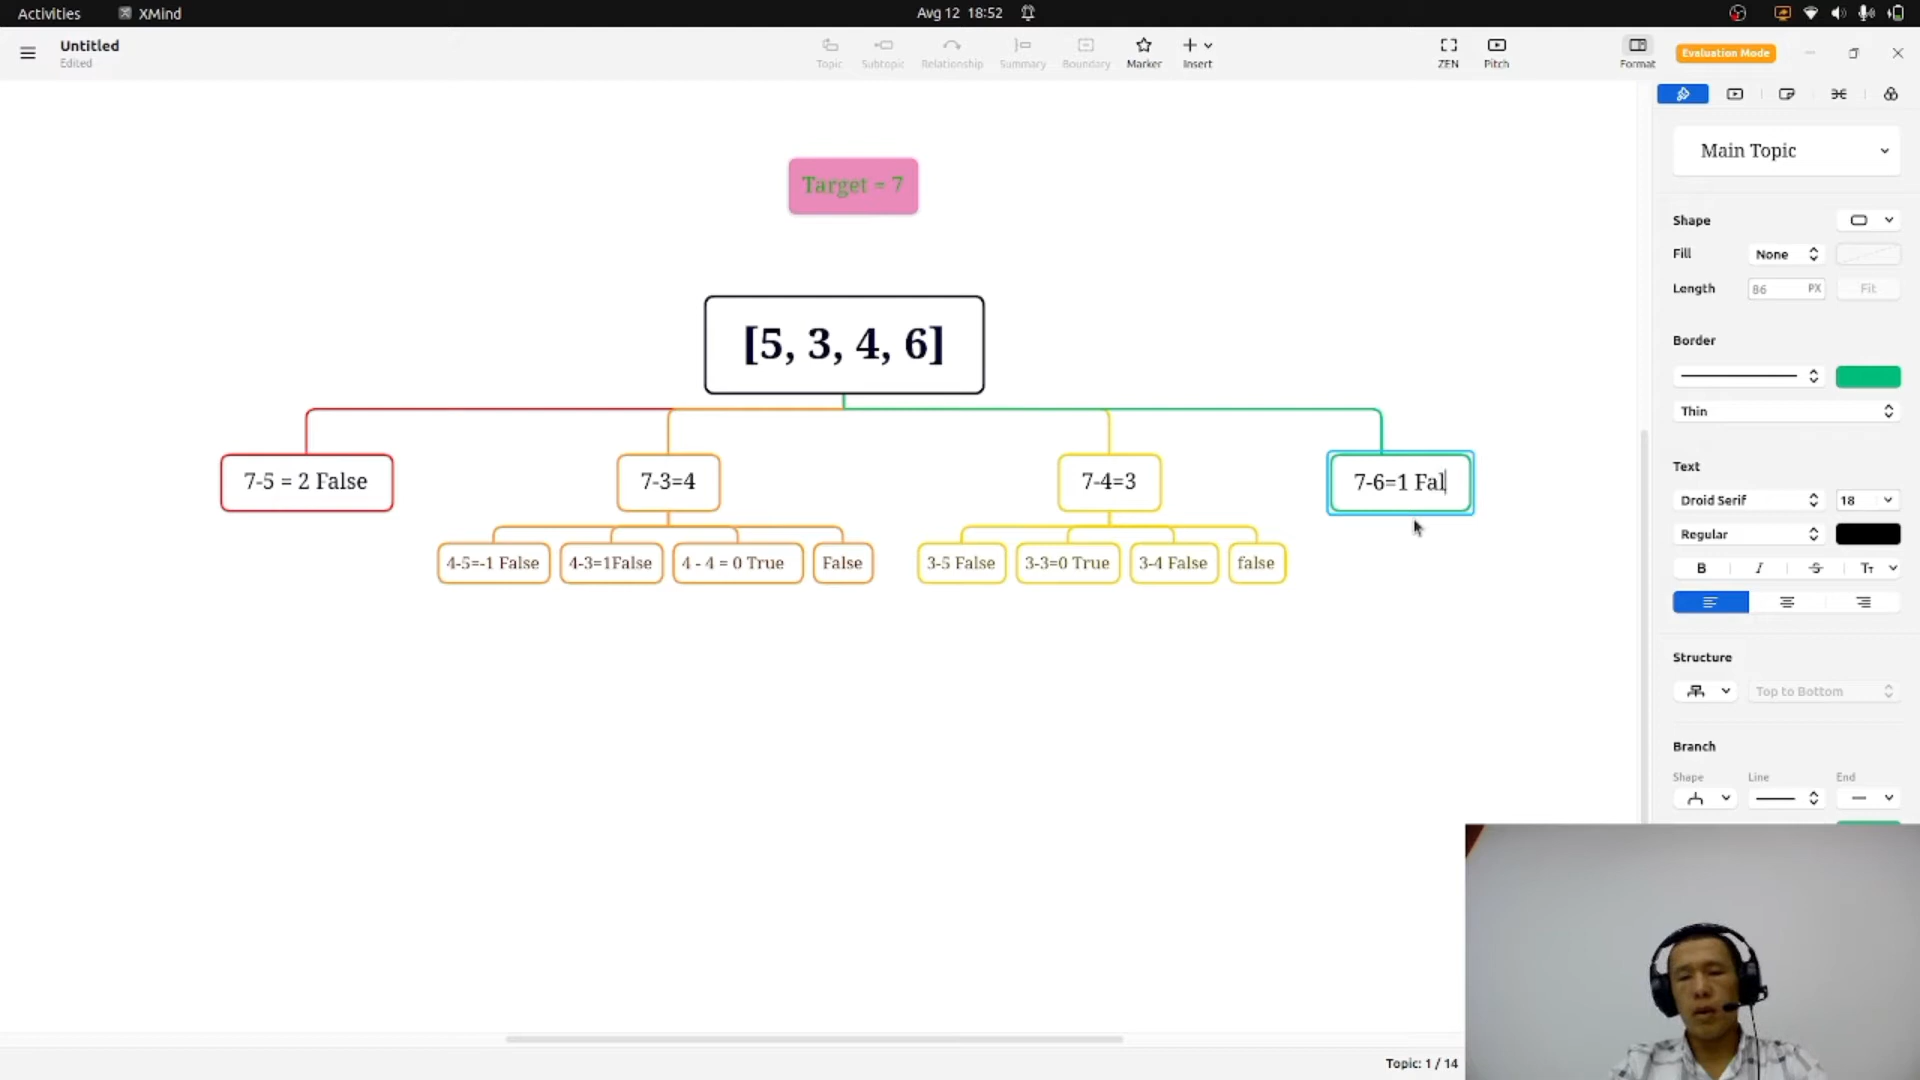 Activities
XMind
Avg 12 18:52
Untitled
Edited
Topic
Subtopic
Relationship
Summary
Boundary
Marker
Insert
ZEN
Pitch
Format
Evaluation Mode
Main Topic
Target = 7
Shape
Fill
None
Length
86
PX
Fit
[5, 3, 4, 6]
Border
Thin
7-5 = 2 False
7-3=4
7-4=3
7-6=1 Fal
Text
Droid Serif
18
Regular
4-5=-1 False
4-3=1False
4 - 4 = 0 True
False
3-5 False
3-3=0 True
3-4 False
false
B
I
S
Tт
Structure
Top to Bottom
Branch
Shape
Line
End
Topic: 1 / 14